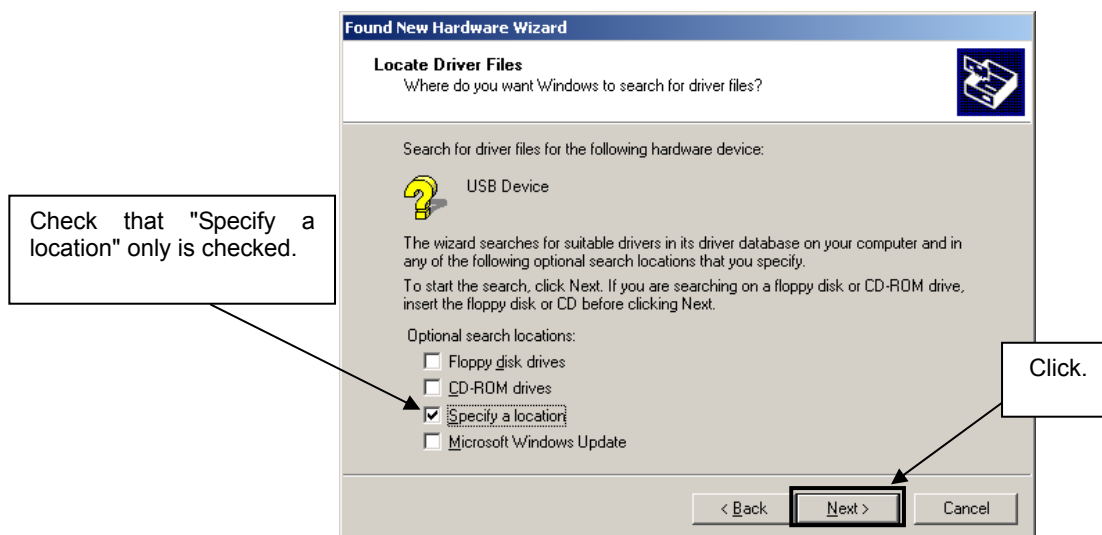 Found New Hardware Wizard
Locate Driver Files
Where do you want Windows to search for driver files?
Search for driver files for the following hardware device:
USB Device
Check that "Specify a
location" only is checked.
The wizard searches for suitable drivers in its driver database on your computer and in
any of the following optional search locations that you specify.
To start the search, click Next. If you are searching on a floppy disk or CD-ROM drive,
insert the floppy disk or CD before clicking Next.
Optional search locations:
Floppy disk drives
CD-ROM drives
Specify a location
Microsoft Windows Update
Click.
< Back
Next >
Cancel